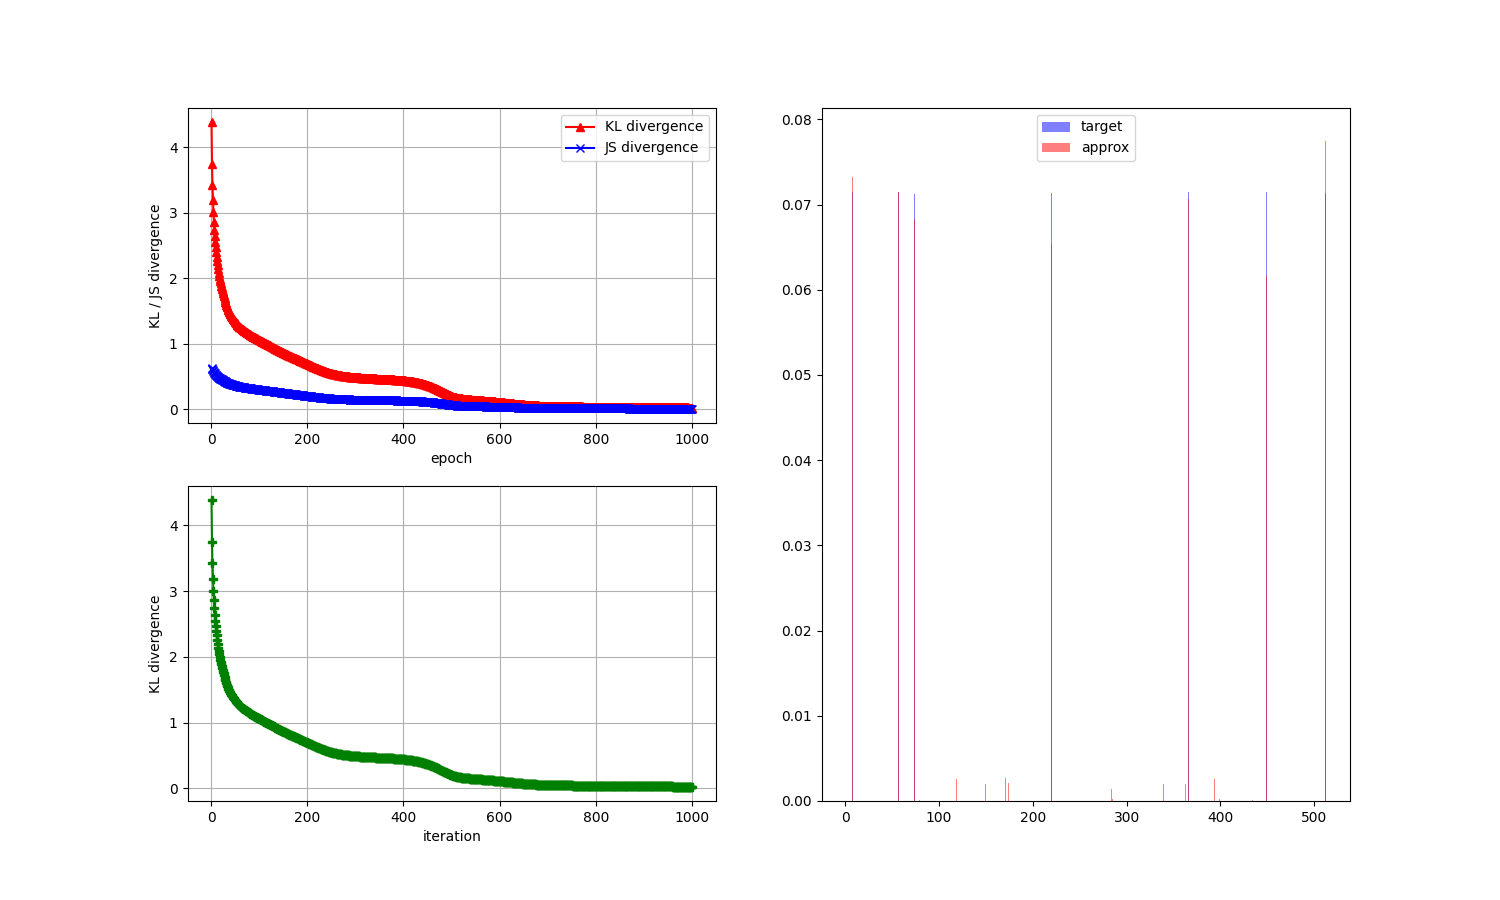 KL divergence
JS divergence
KL / JS divergence
4
3
2
1
0
0 200 400 600 800 1000
epoch
KL divergence
4
3
2
1
0
0 200 400 600 800 1000
iteration
target
approx
0.08
0.07
0.06
0.05
0.04
0.03
0.02
0.01
0.00
0 100 200 300 400 500